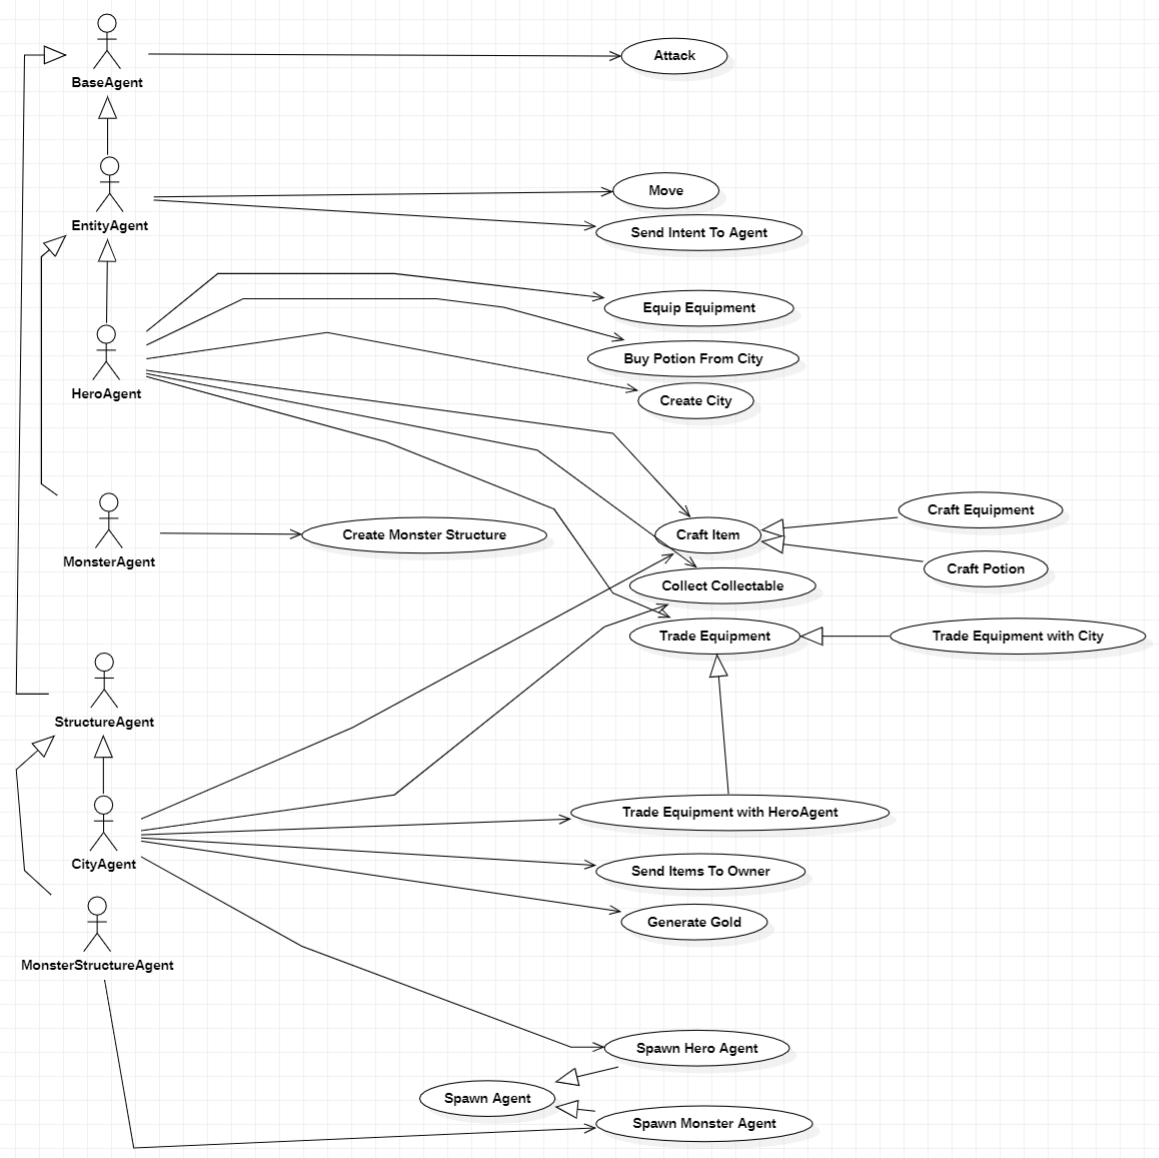 BaseAgent
Attack
EntityAgent
Move
Send Intent To Agent
HeroAgent
Equip Equipment
Buy Potion From City
Create City
MonsterAgent
Create Monster Structure
Craft Item
Craft Equipment
Craft Potion
Collect Collectable
Trade Equipment
Trade Equipment with City
StructureAgent
CityAgent
Trade Equipment with HeroAgent
Send Items To Owner
Generate Gold
MonsterStructureAgent
Spawn Hero Agent
Spawn Agent
Spawn Monster Agent